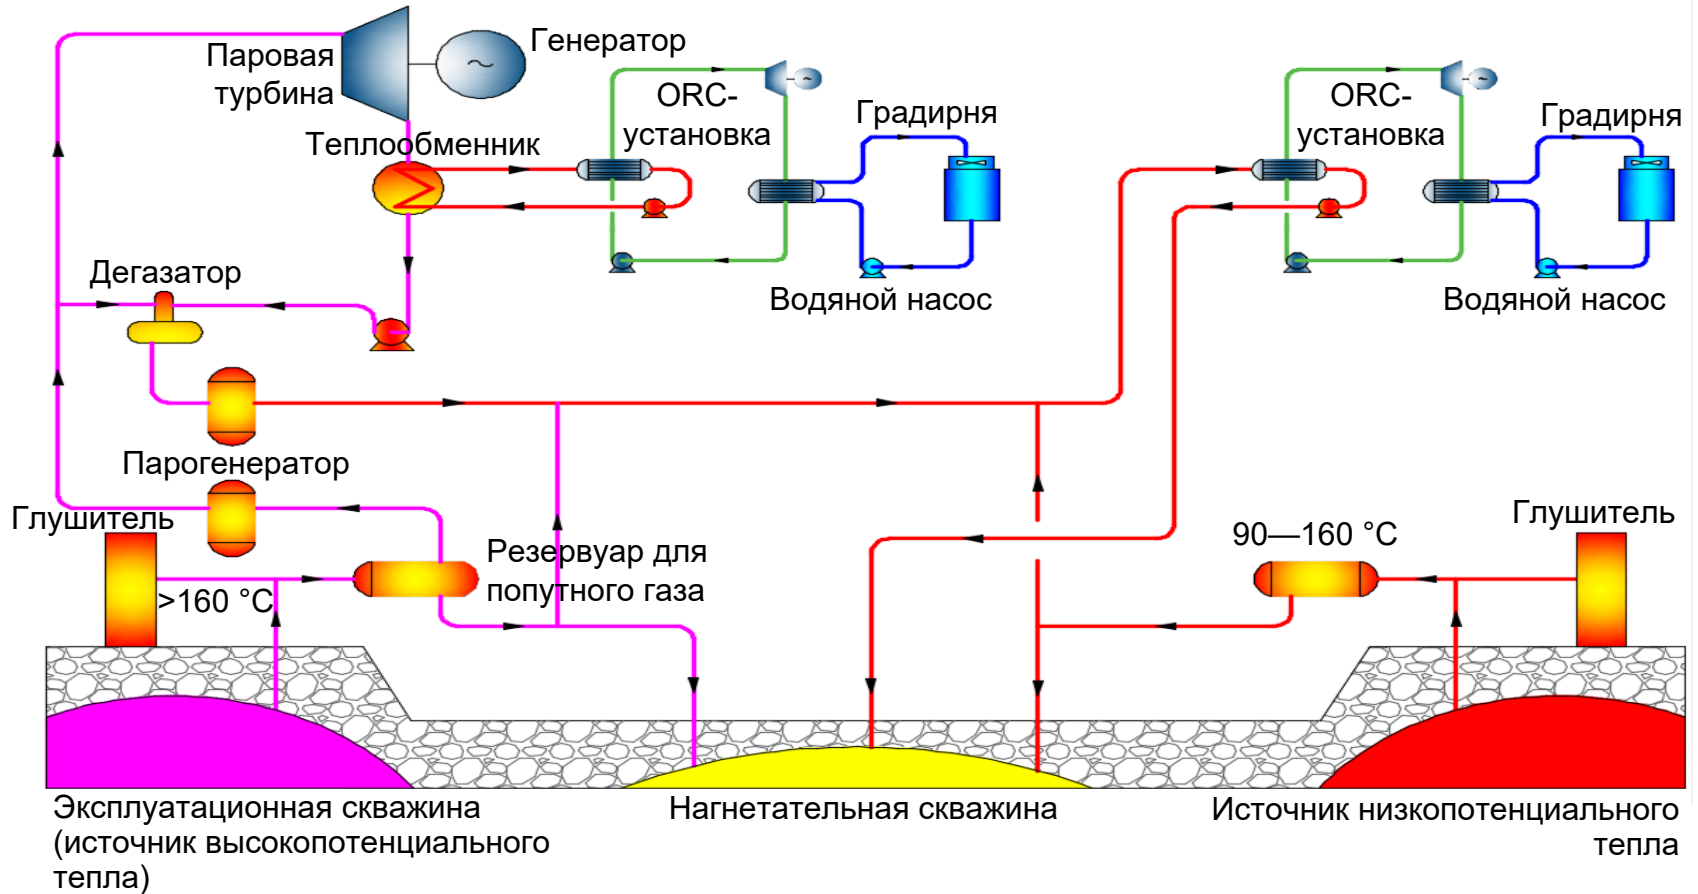 Паровая
турбина
Генератор
Теплообменник
ORC-
установка
Градирня
Водяной насос
ORC-
установка
Градирня
Водяной насос
Дегазатор
Парогенератор
Глушитель
>160 °C
Резервуар для
попутного газа
90—160 °C
Глушитель
Эксплуатационная скважина
(источник высокопотенциального
тепла)
Нагнетательная скважина
Источник низкопотенциального
тепла